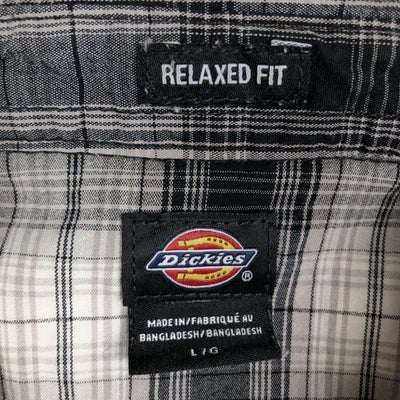 RELAXED FIT
Dickies
®
MADE IN/FABRIQUÉ AU
BANGLADESH/BANGLADESH
L/G